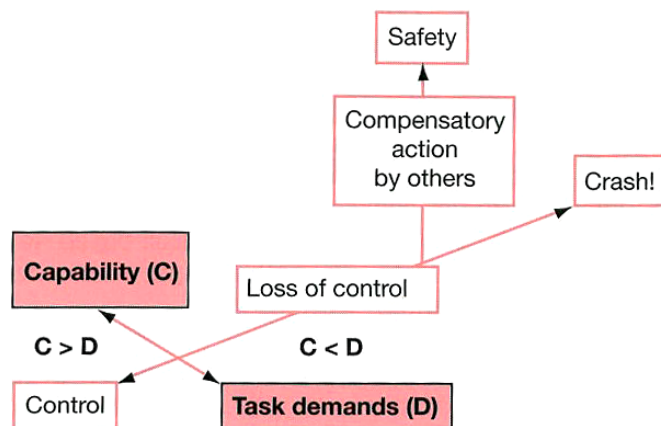 Safety
Compensatory
action
by others
Crash!
Capability (C)
Loss of control
C > D
C < D
Control
Task demands (D)